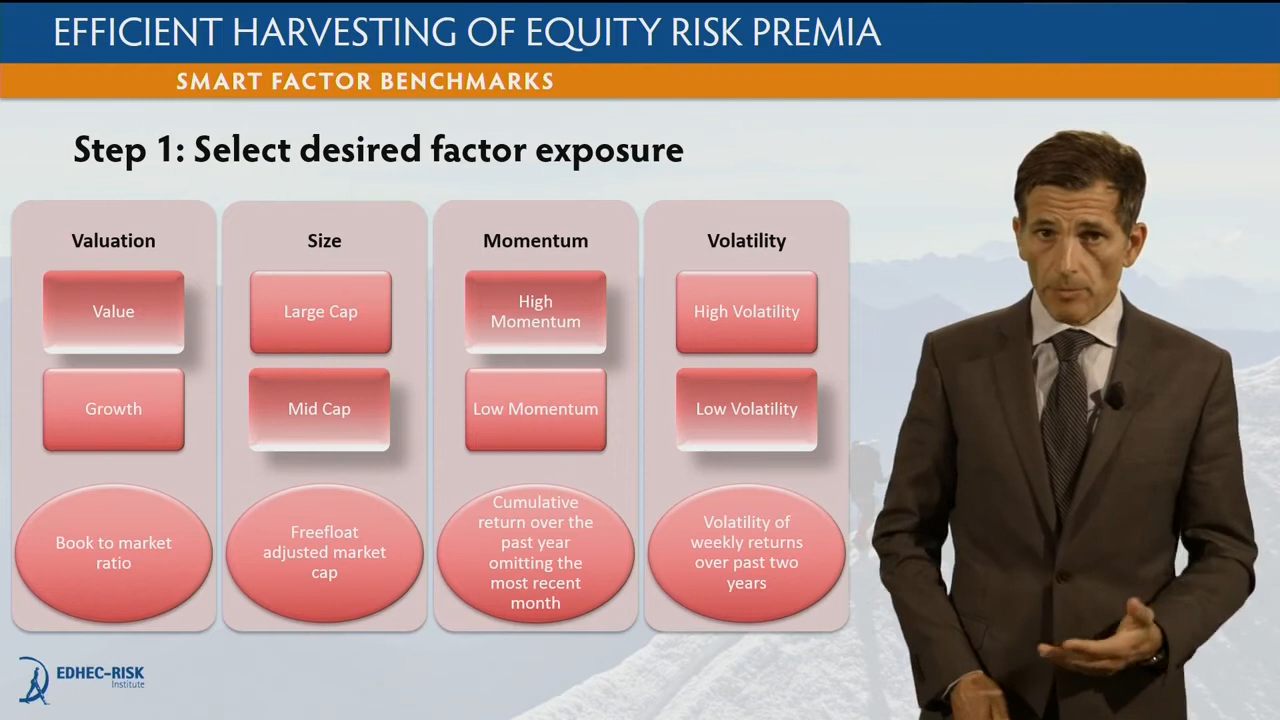 EFFICIENT HARVESTING OF EQUITY RISK PREMIA
SMART FACTOR BENCHMARKS
Step 1: Select desired factor exposure
Valuation
Value
Growth
Book to market
ratio
Size
Large Cap
Mid Cap
Freefloat
adjusted market
cap
Momentum
High
Momentum
Low Momentum
Cumulative
return over the
past year
omitting the
most recent
month
Volatility
High Volatility
Low Volatility
Volatility of
weekly returns
over past two
years
EDHEC-RISK
Institute